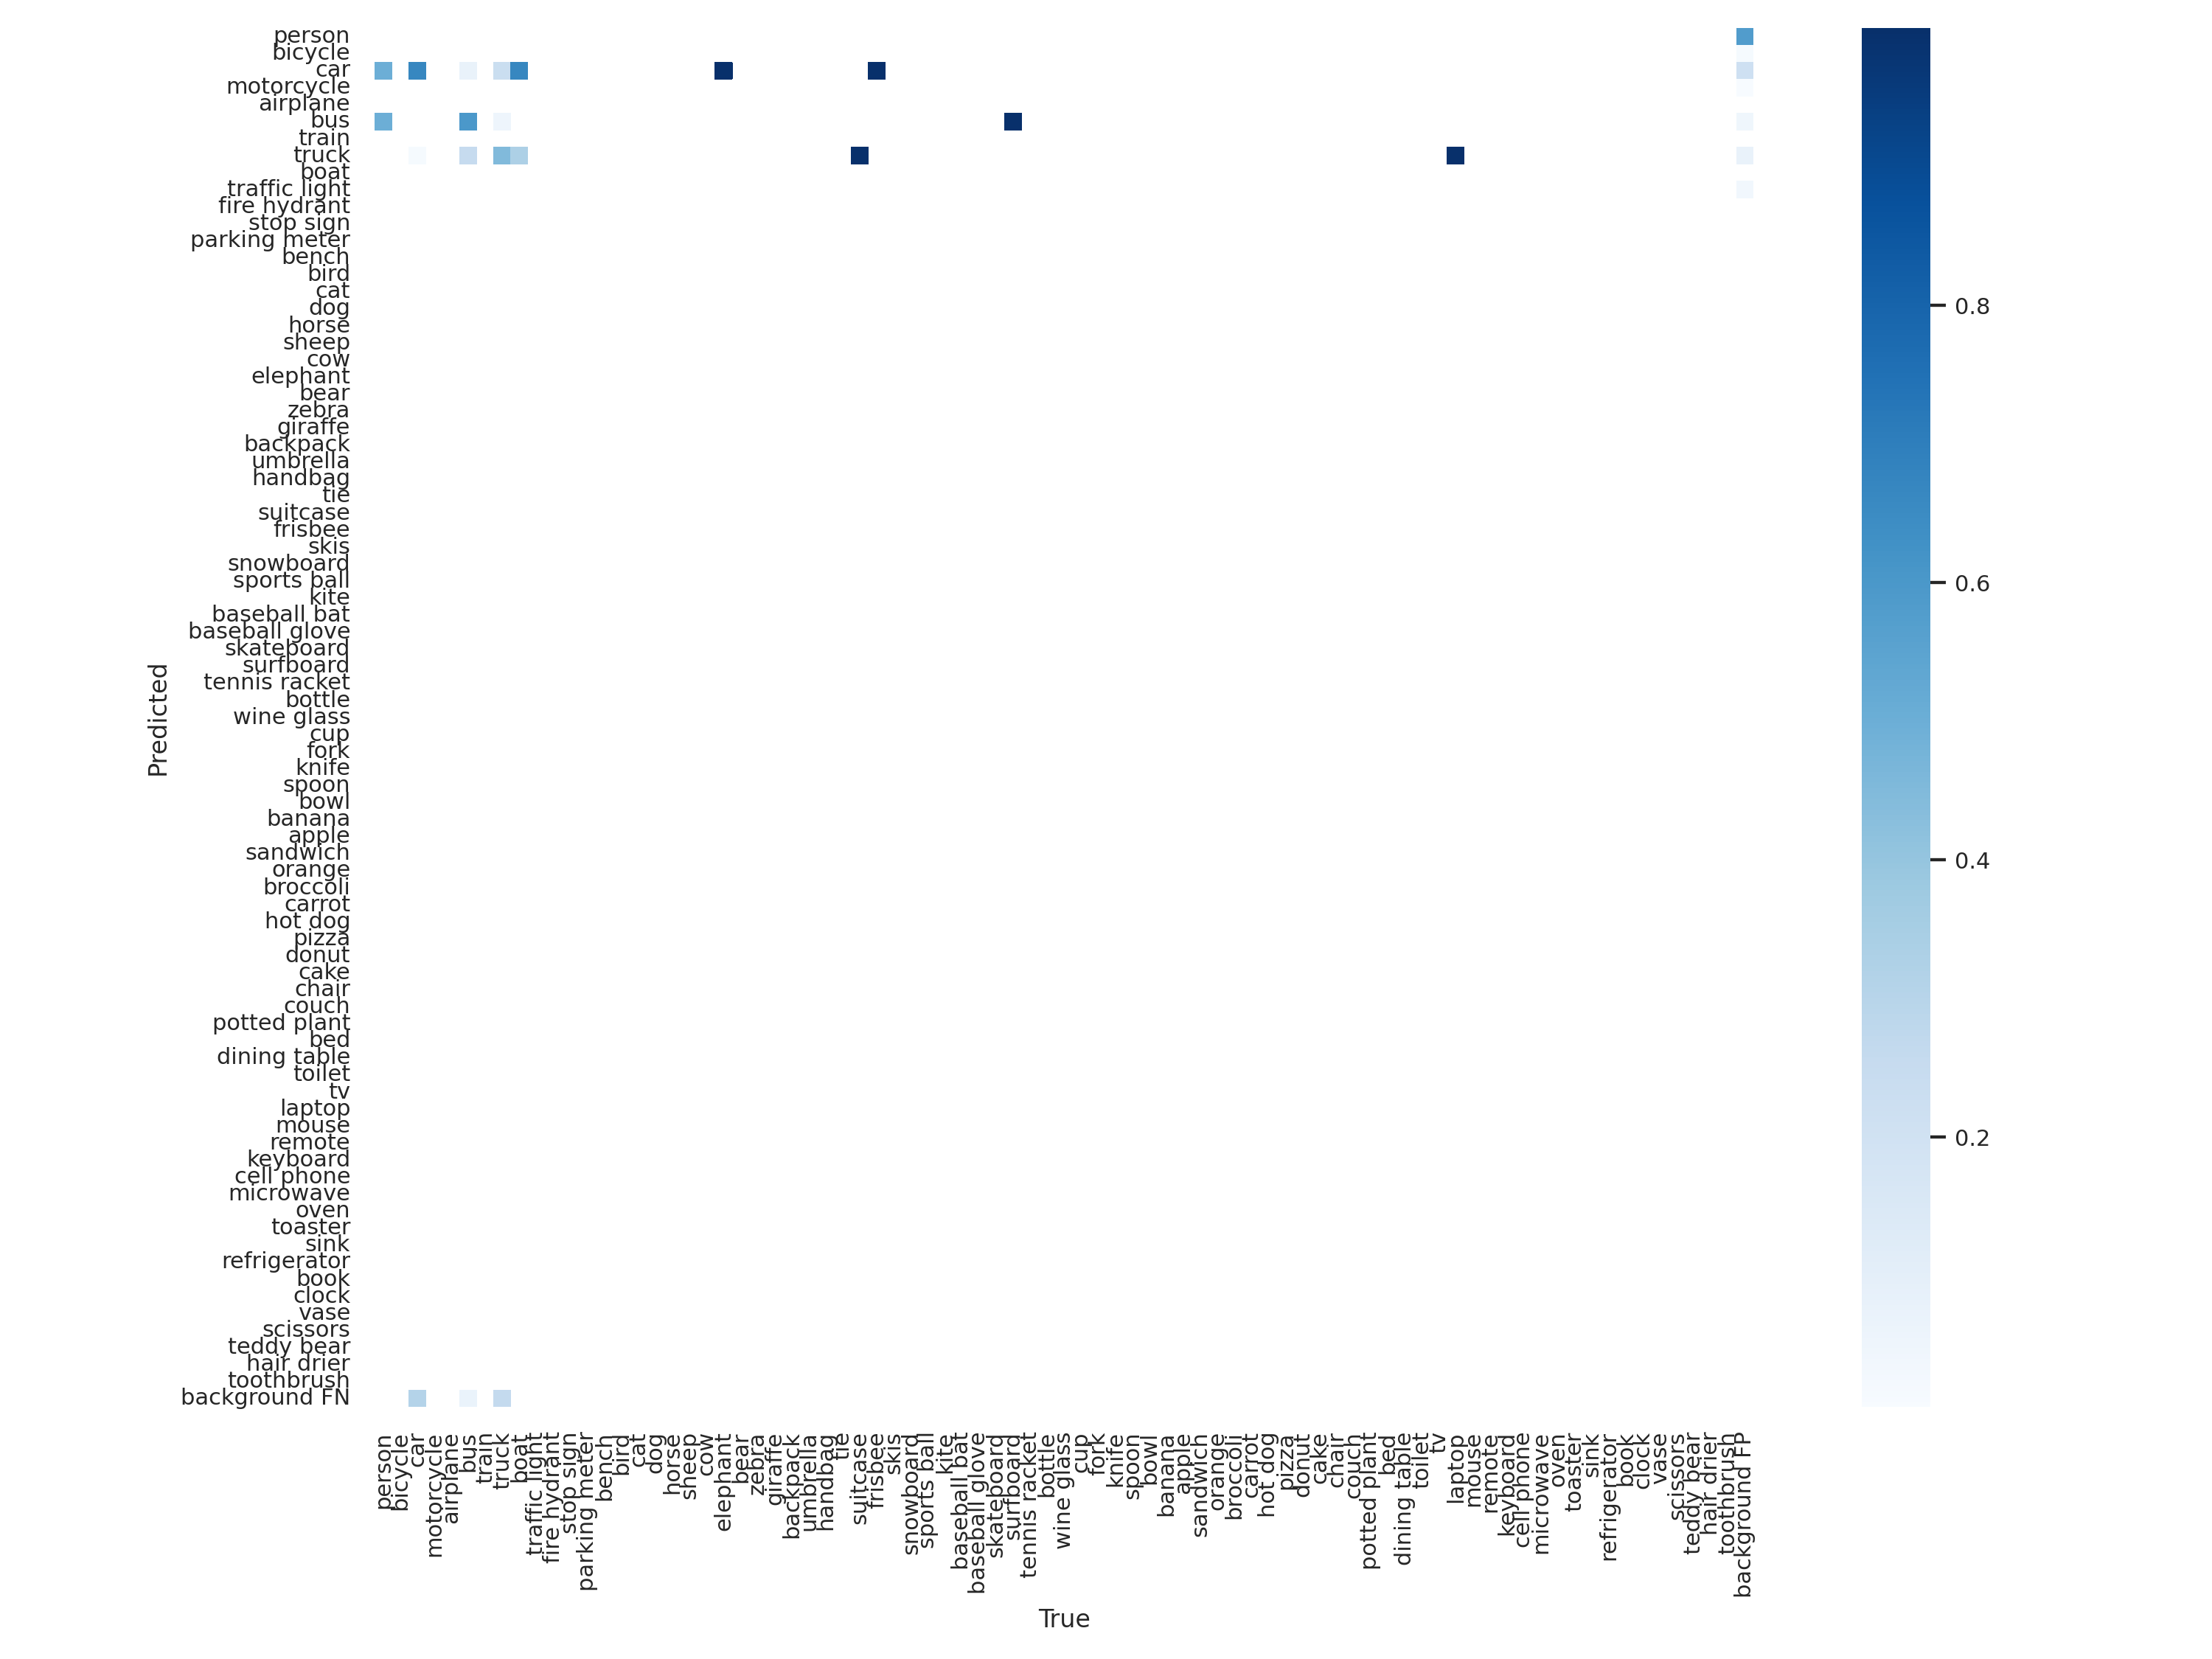 person
bicycle
car
motorcycle
airplane
bus
train
truck
boat
traffic light
fire hydrant
stop sign
parking meter
bench
bird
cat
dog
horse
sheep
cow
elephant
bear
zebra
giraffe
backpack
umbrella
handbag
tie
suitcase
frisbee
skis
snowboard
sports ball
kite
baseball bat
baseball glove
skateboard
surfboard
tennis racket
bottle
wine glass
cup
fork
knife
spoon
bowl
banana
apple
sandwich
orange
broccoli
carrot
hot dog
pizza
donut
cake
chair
couch
potted plant
bed
dining table
toilet
tv
laptop
mouse
remote
keyboard
cell phone
microwave
oven
toaster
sink
refrigerator
book
clock
vase
scissors
teddy bear
hair drier
toothbrush
background FN
Predicted
person
bicycle
car
motorcycle
airplane
bus
train
truck
boat
traffic light
fire hydrant
stop sign
parking meter
bench
bird
cat
dog
horse
sheep
cow
elephant
bear
zebra
giraffe
backpack
umbrella
handbag
tie
suitcase
frisbee
skis
snowboard
sports ball
kite
baseball bat
baseball glove
skateboard
surfboard
tennis racket
bottle
wine glass
cup
fork
knife
spoon
bowl
banana
apple
sandwich
orange
broccoli
carrot
hot dog
pizza
donut
cake
chair
couch
potted plant
bed
dining table
toilet
tv
laptop
mouse
remote
keyboard
cell phone
microwave
oven
toaster
sink
refrigerator
book
clock
vase
scissors
teddy bear
hair drier
toothbrush
background FP
True
0.8
0.6
0.4
0.2